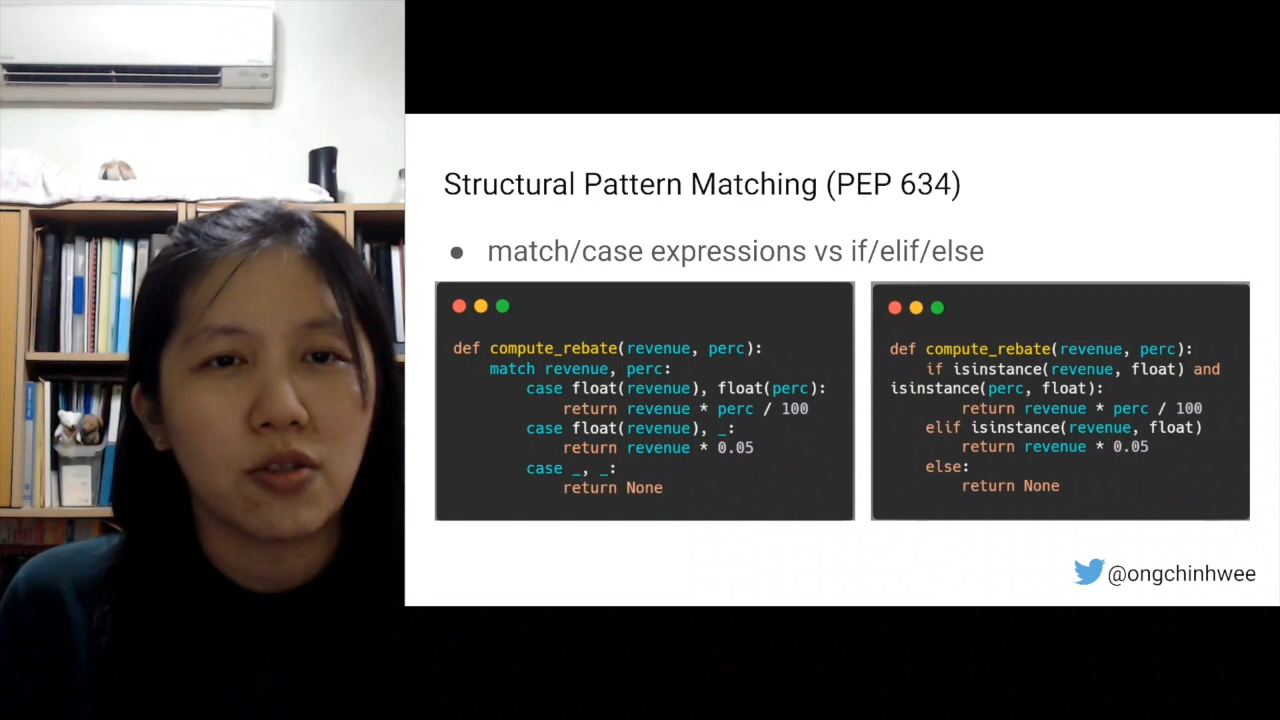 Structural Pattern Matching (PEP 634)
● match/case expressions vs if/elif/else
def compute_rebate(revenue, perc):
    match revenue, perc:
        case float(revenue), float(perc):
            return revenue * perc / 100
        case float(revenue), _:
            return revenue * 0.05
        case _, _:
            return None
def compute_rebate(revenue, perc):
    if isinstance(revenue, float) and
isinstance(perc, float):
        return revenue * perc / 100
    elif isinstance(revenue, float)
        return revenue * 0.05
    else:
        return None
@ongchinhwee